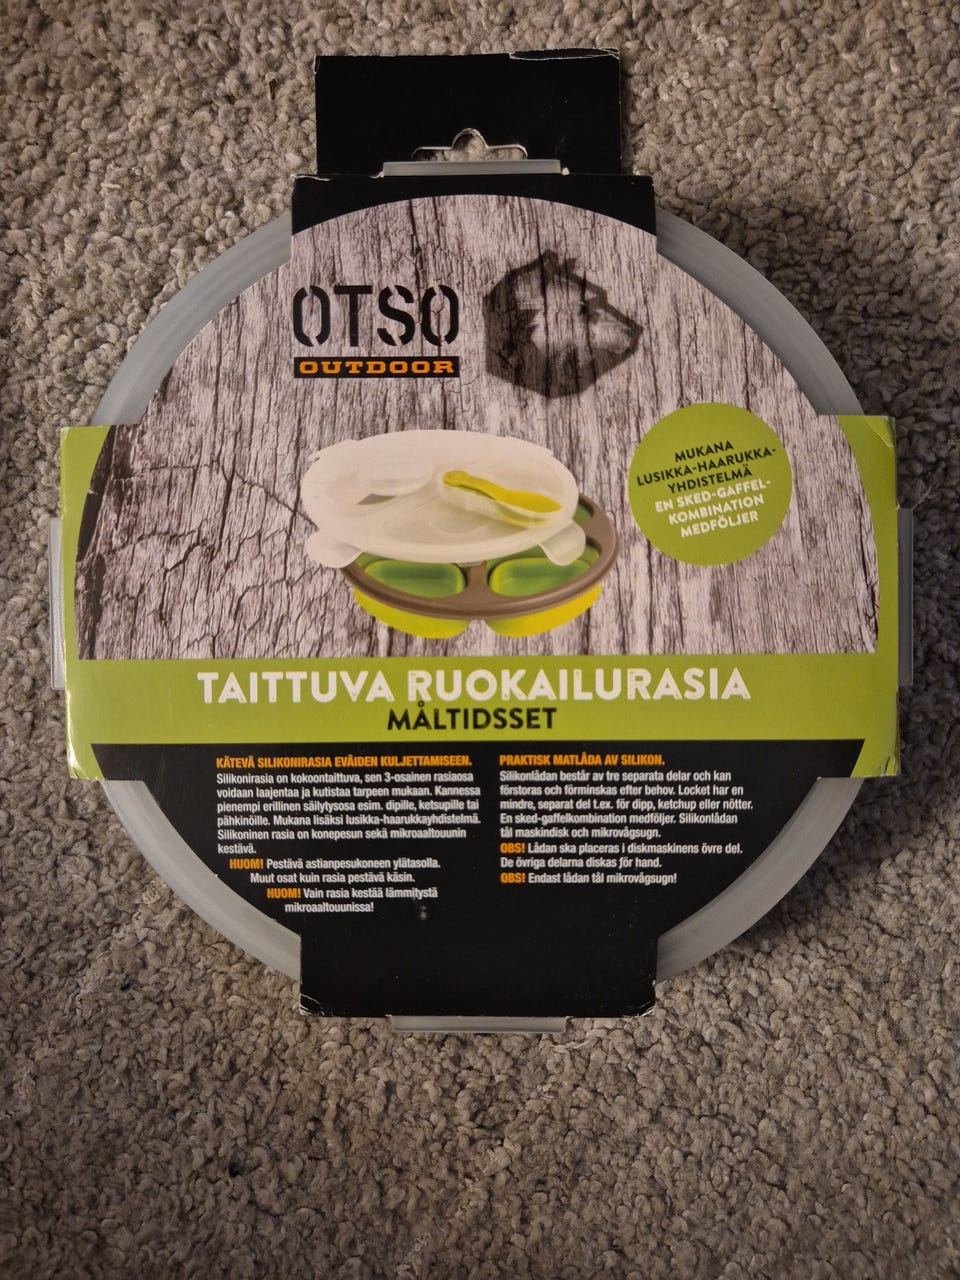 OTSO
OUTDOOR
MUKANA
LUSIKKA-HAARUKKA-
YHDISTELMÄ
EN SKED-GAFFEL-
KOMBINATION
MEDFÖLJER
TAITTUVA RUOKAILURASIA
MÅLTIDSSET
KÄTEVÄ SILIKONIRASIA EVÄIDEN KULJETTAMISEEN.
Silikonirasia on kokoontaittuva, sen 3-osainen rasiaosa
voidaan laajentaa ja kutistaa tarpeen mukaan. Kannessa
pienempi erillinen säilytysosa esim. dipille, ketsupille tai
pähkinöille. Mukana lisäksi lusikka-haarukkayhdistelmä.
Silikoninen rasia on konepesun sekä mikroaaltouunin
kestävä.
HUOM! Pestävä astianpesukoneen ylätasolla.
Muut osat kuin rasia pestävä käsin.
HUOM! Vain rasia kestää lämmitystä
mikroaaltouunissa!
PRAKTISK MATLÅDA AV SILIKON.
Silikonlådan består av tre separata delar och kan
förstoras och förminskas efter behov. Locket har en
mindre, separat del t.ex. för dipp, ketchup eller nötter.
En sked-gaffelkombination medföljer. Silikonlådan
tål maskindisk och mikrovågsugn.
OBS! Lådan ska placeras i diskmaskinens övre del.
De övriga delarna diskas för hand.
OBS! Endast lådan tål mikrovågsugn!